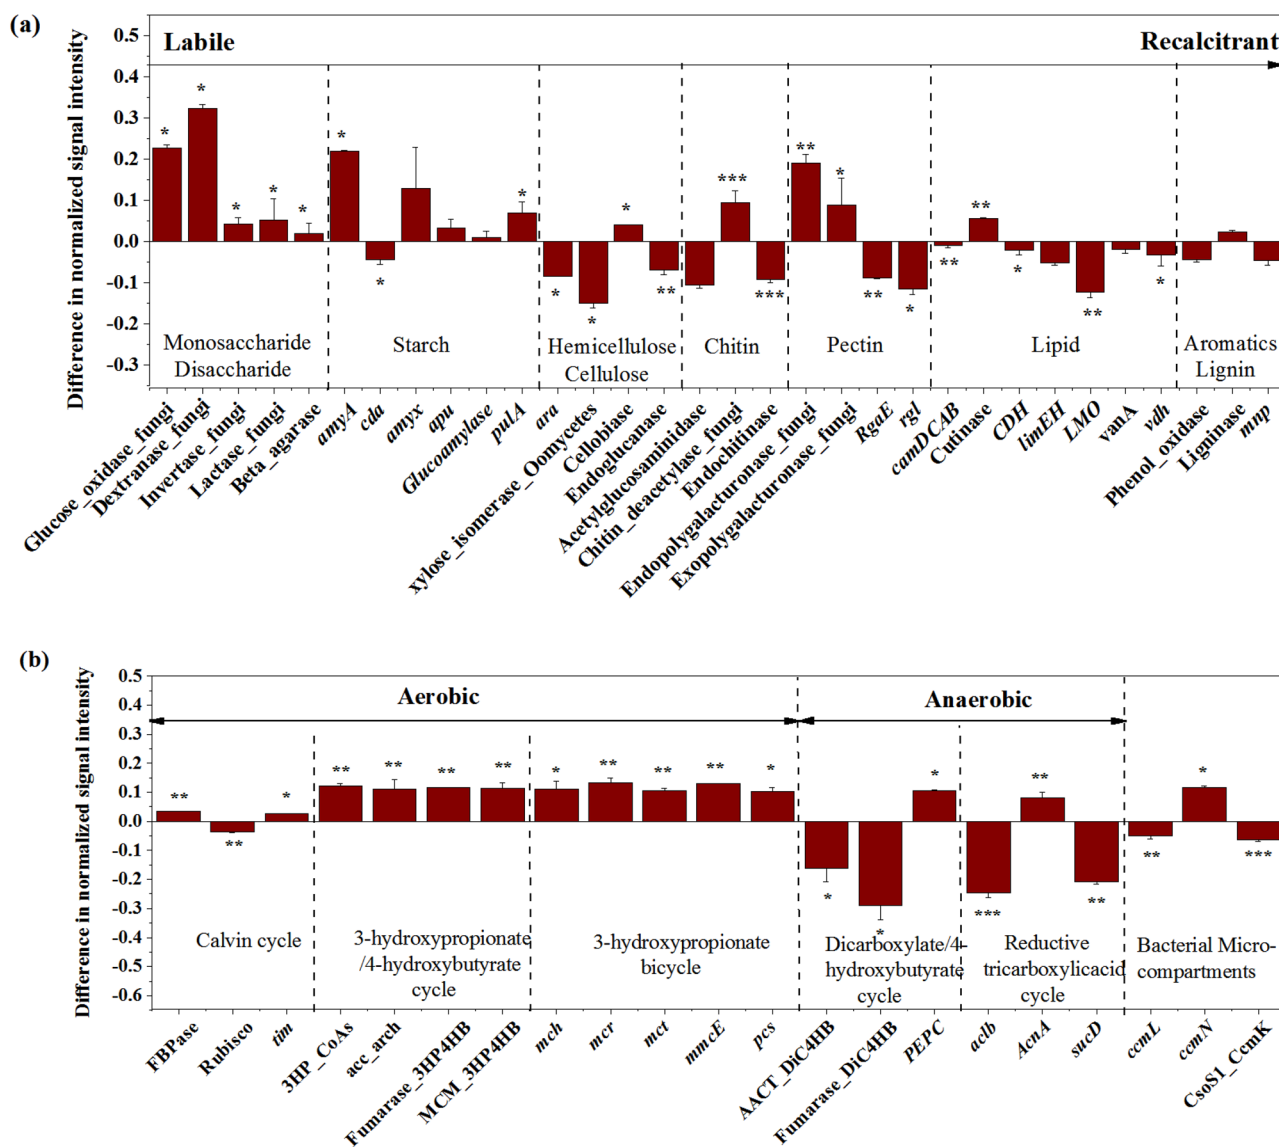 (a)
Difference in normalized signal intensity
0.5
0.4
0.3
0.2
0.1
0.0
-0.1
-0.2
-0.3
Labile
Recalcitrant
* * * * *
* * *
* * * **
*** ***
** * ** *
** ** * ** *
Monosaccharide
Disaccharide
Starch
Hemicellulose
Cellulose
Chitin
Pectin
Lipid
Aromatics
Lignin
Glucose_oxidase_fungi
Dextranase_fungi
Invertase_fungi
Lactase_fungi
Beta_agarase
amyA
cda
amyx
apu
Glucoamylase
pulA
ara
xylose_isomerase_Oomycetes
Cellobiase
Endoglucanase
Acetylglucosaminidase
Chitin_deacetylase_fungi
Endochitinase
Endopolygalacturonase_fungi
Exopolygalacturonase_fungi
RgaE
rgl
camDCAB
Cutinase
CDH
limEH
LMO
vanA
vdh
Phenol_oxidase
Ligninase
mnp
(b)
Difference in normalized signal intensity
0.5
0.4
0.3
0.2
0.1
0.0
-0.1
-0.2
-0.3
-0.4
-0.5
-0.6
Aerobic
Anaerobic
** ** *
** ** ** **
* ** ** ** *
* * *
*** ** **
** * ***
Calvin cycle
3-hydroxypropionate
/4-hydroxybutyrate
cycle
3-hydroxypropionate
bicycle
Dicarboxylate/4-
hydroxybutyrate
cycle
Reductive
tricarboxylicacid
cycle
Bacterial Micro-
compartments
FBPase
Rubisco
tim
3HP_CoAs
acc_arch
Fumarase_3HP4HB
MCM_3HP4HB
mch
mcr
mct
mmcE
pcs
AACT_DiC4HB
Fumarase_DiC4HB
PEPC
aclb
AcnA
sucD
ccmL
ccmN
CsoS1_CcmK